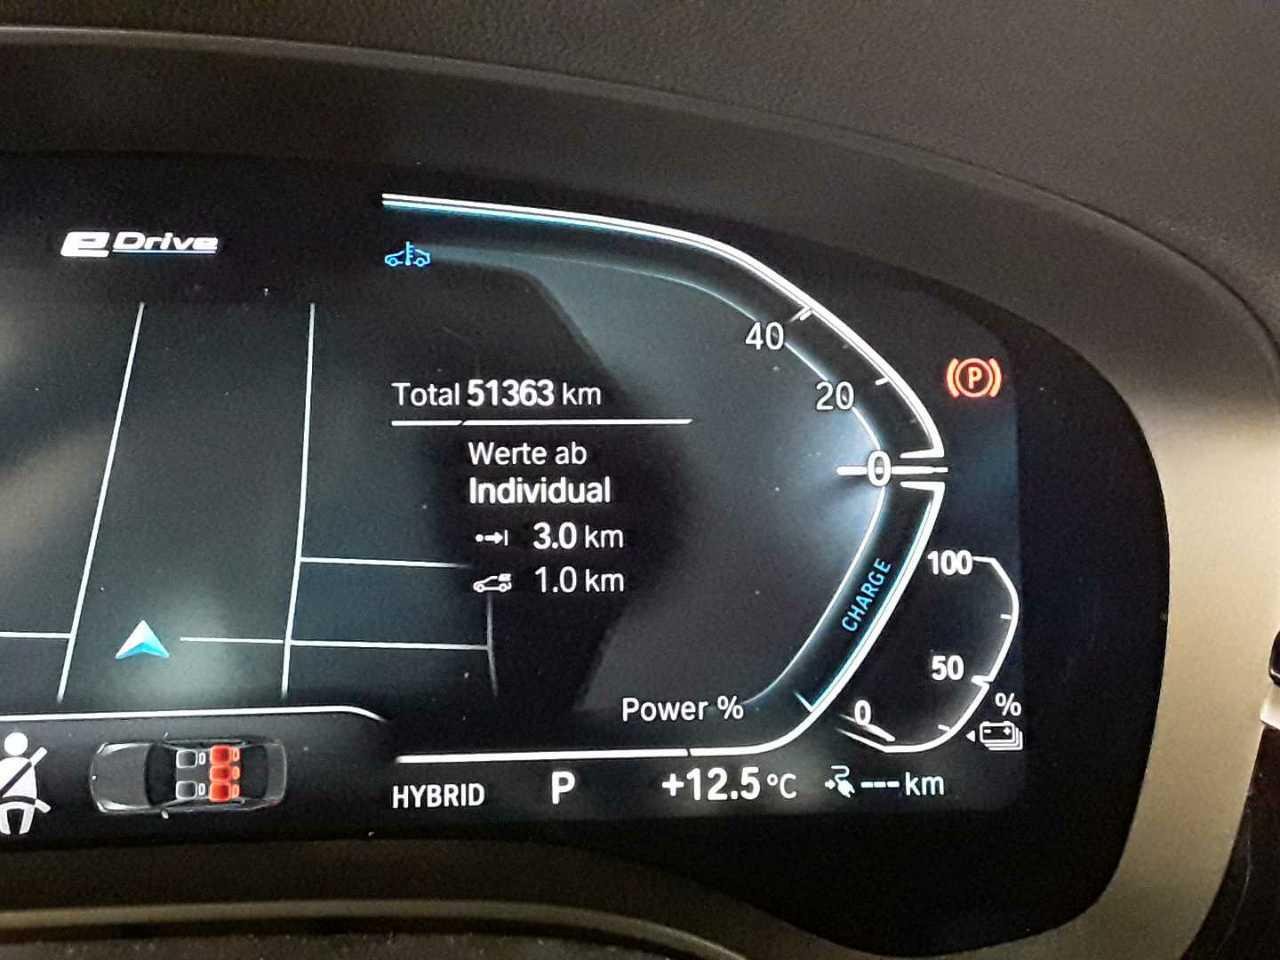 eDrive
40
20
0
Total 51363 km
Werte ab
Individual
3.0 km
1.0 km
CHARGE
100
50
0
%
Power %
HYBRID P +12.5 °C --- km
P